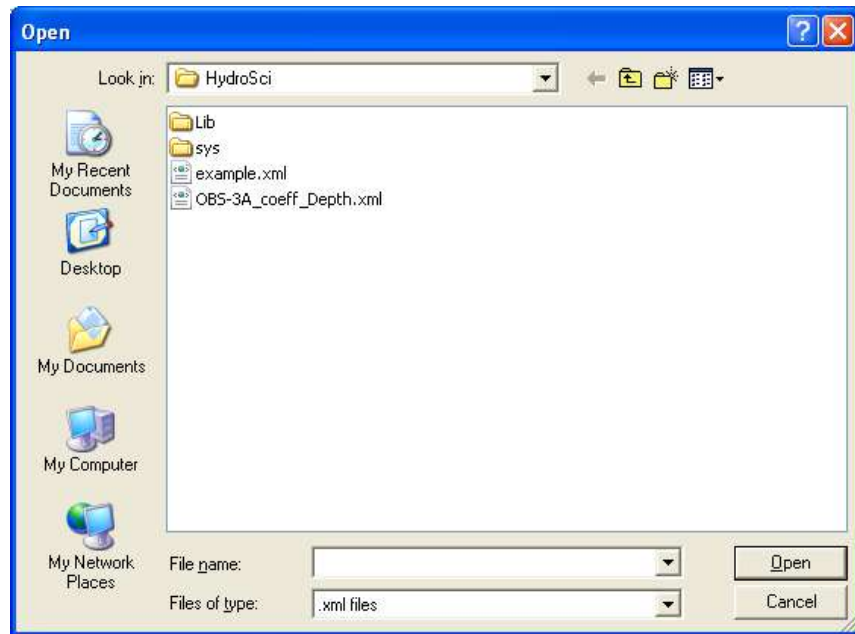 Open
Look in: HydroSci
My Recent
Documents
Desktop
My Documents
My Computer
My Network
Places
Lib
sys
example.xml
OBS-3A_coeff_Depth.xml
File name:
Open
Files of type: .xml files
Cancel